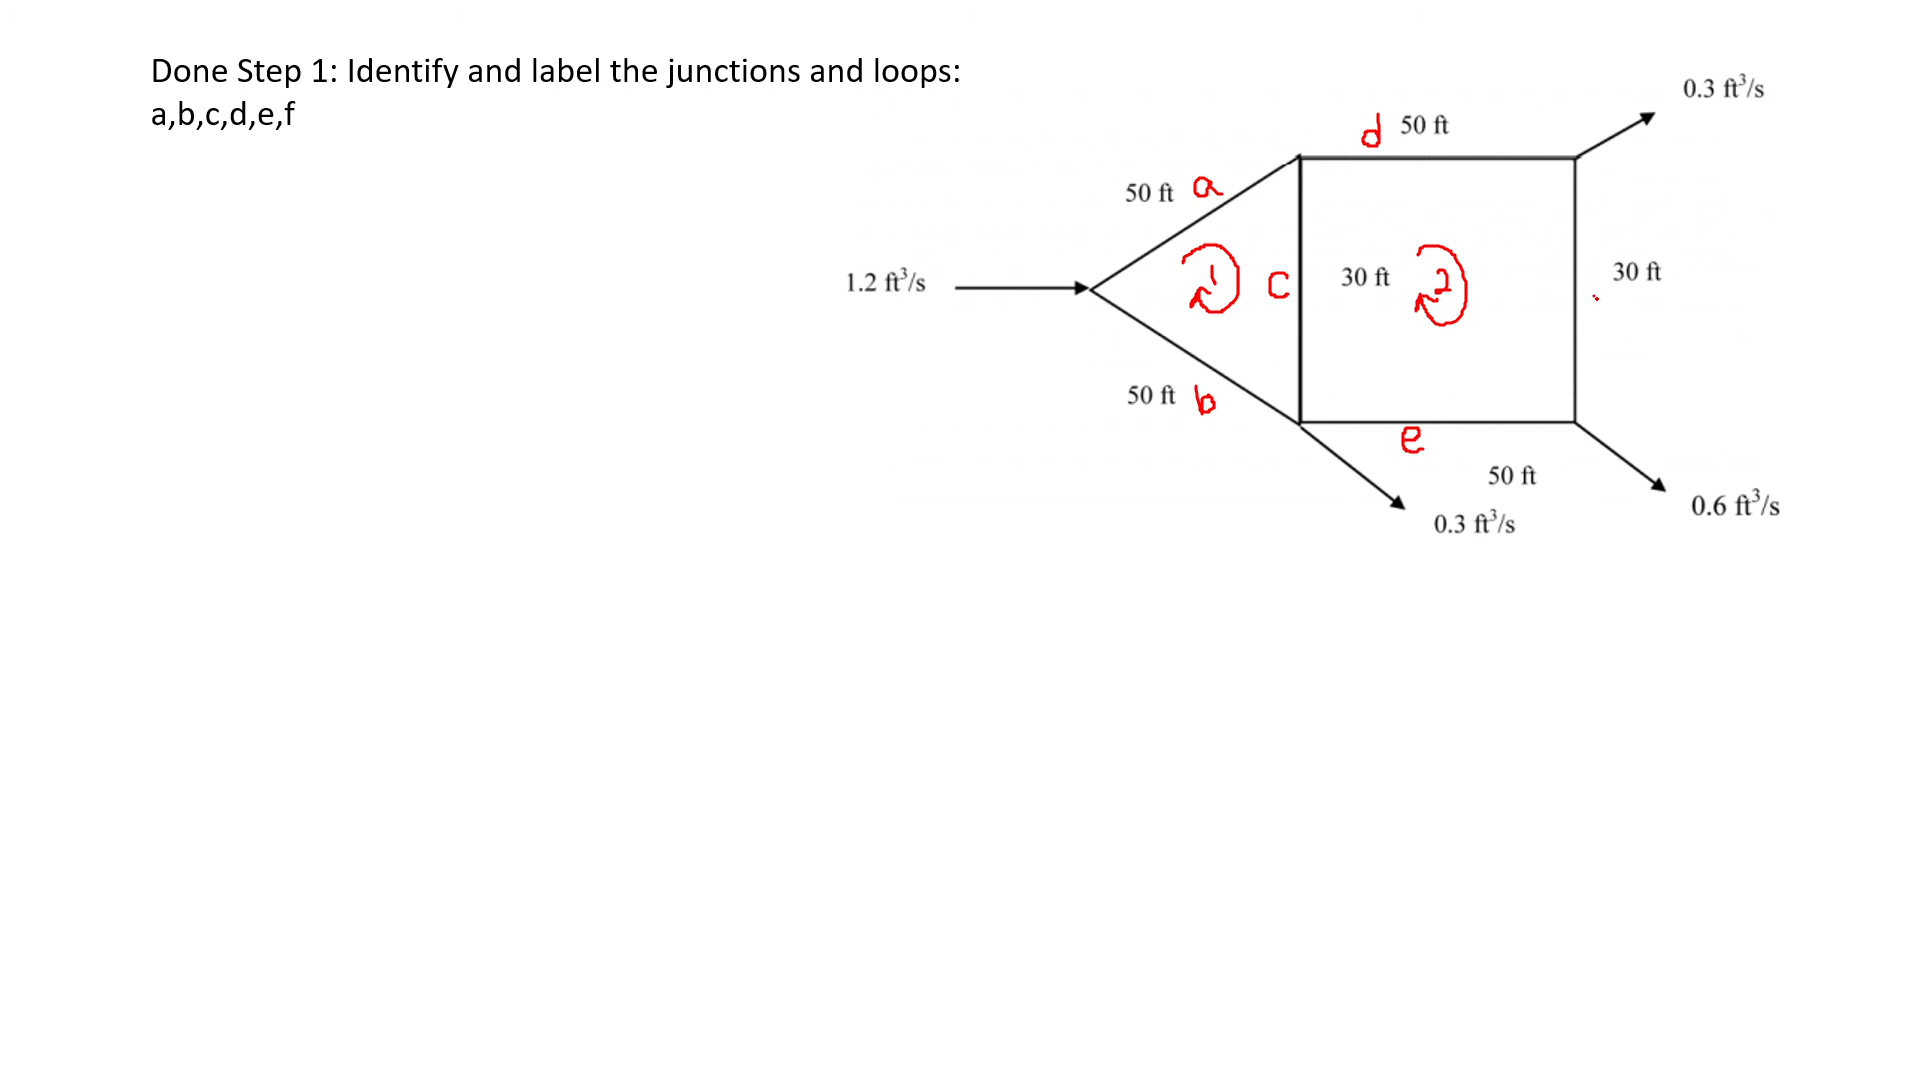 Done Step 1: Identify and label the junctions and loops:
a,b,c,d,e,f
0.3 ft³/s
d 50 ft
50 ft a
1.2 ft³/s
1
c
30 ft
2
30 ft
50 ft b
e
50 ft
0.3 ft³/s
0.6 ft³/s